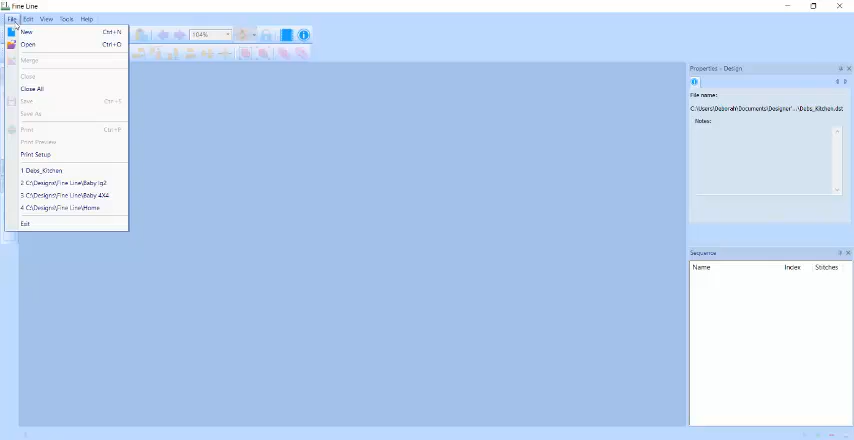 Fine Line
File Edit View Tools Help
104%
New Ctrl+N
Open Ctrl+O
Merge
Close
Close All
Save Ctrl+S
Save As
Print Ctrl+P
Print Preview
Print Setup
1 Debs_Kitchen
2 C:\Designs\Fine Line\Baby lg2
3 C:\Designs\Fine Line\Baby 4X4
4 C:\Designs\Fine Line\Home
Exit
Properties - Design
File name:
C:\Users\Deborah\Documents\Designer'...\Debs_Kitchen.dst
Notes:
Sequence
Name Index Stitches